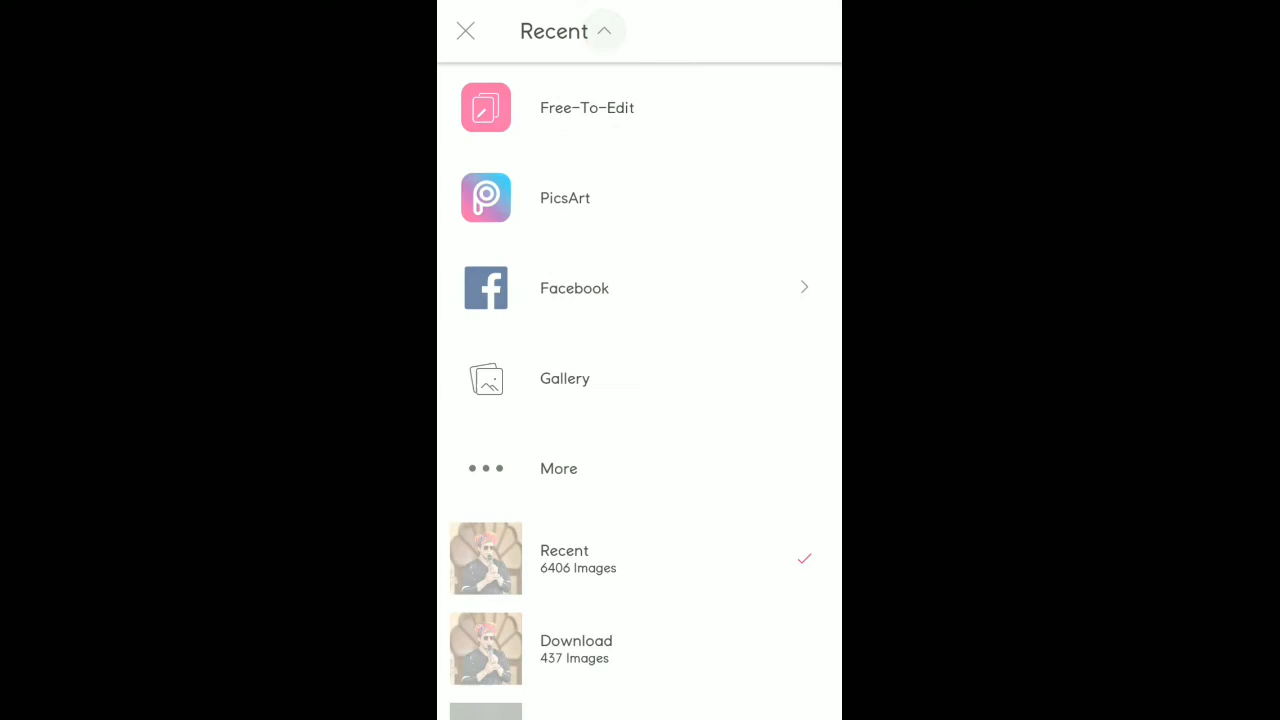 Recent
Free-To-Edit
PicsArt
Facebook
Gallery
More
Recent
6406 Images
Download
437 Images